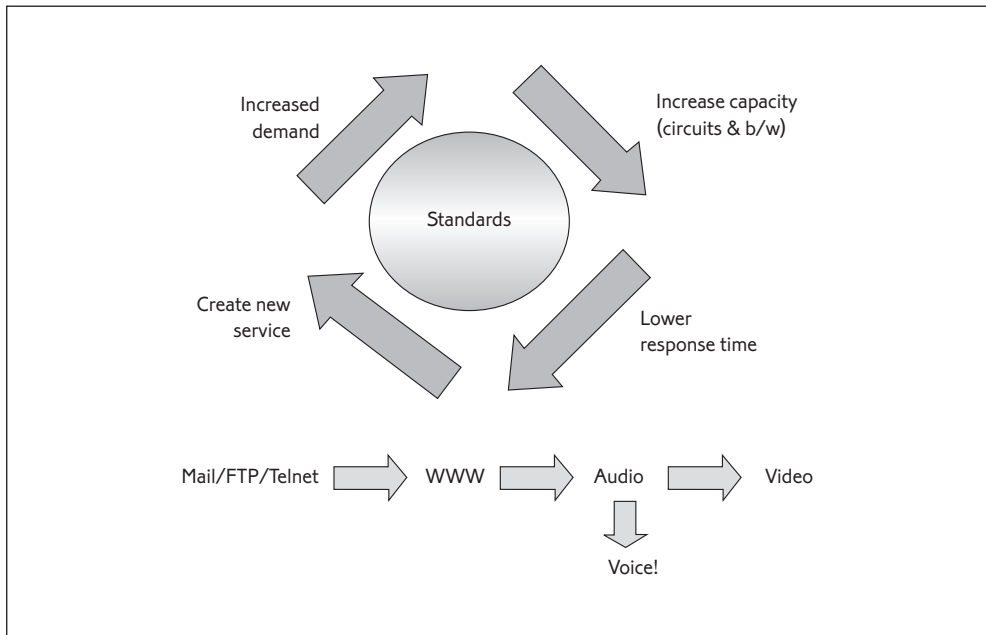 Increased
demand
Increase capacity
(circuits & b/w)
Standards
Create new
service
Lower
response time
Mail/FTP/Telnet
WWW
Audio
Video
Voice!